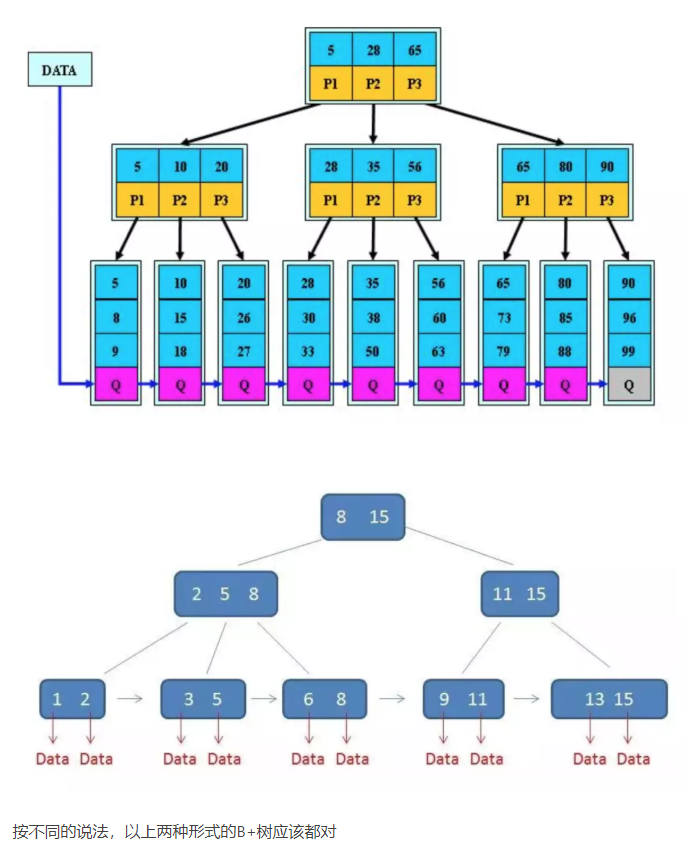 5 28 65
DATA
P1 P2 P3
5 10 20 28 35 56 65 80 90
P1 P2 P3 P1 P2 P3 P1 P2 P3
5 10 20 28 35 56 65 80 90
8 15 26 30 38 60 73 85 96
9 18 27 33 50 63 79 88 99
Q Q Q Q Q Q Q Q Q
8 15
2 5 8 11 15
1 2 3 5 6 8 9 11 13 15
Data Data Data Data Data Data Data Data Data Data
按不同的说法，以上两种形式的B+树应该都对